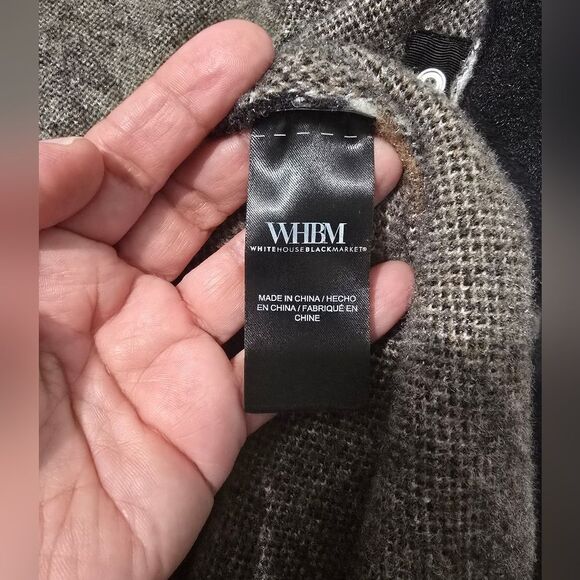 WHBM
WHITEHOUSEBLACKMARKET®
MADE IN CHINA / HECHO
EN CHINA / FABRIQUÉ EN
CHINE